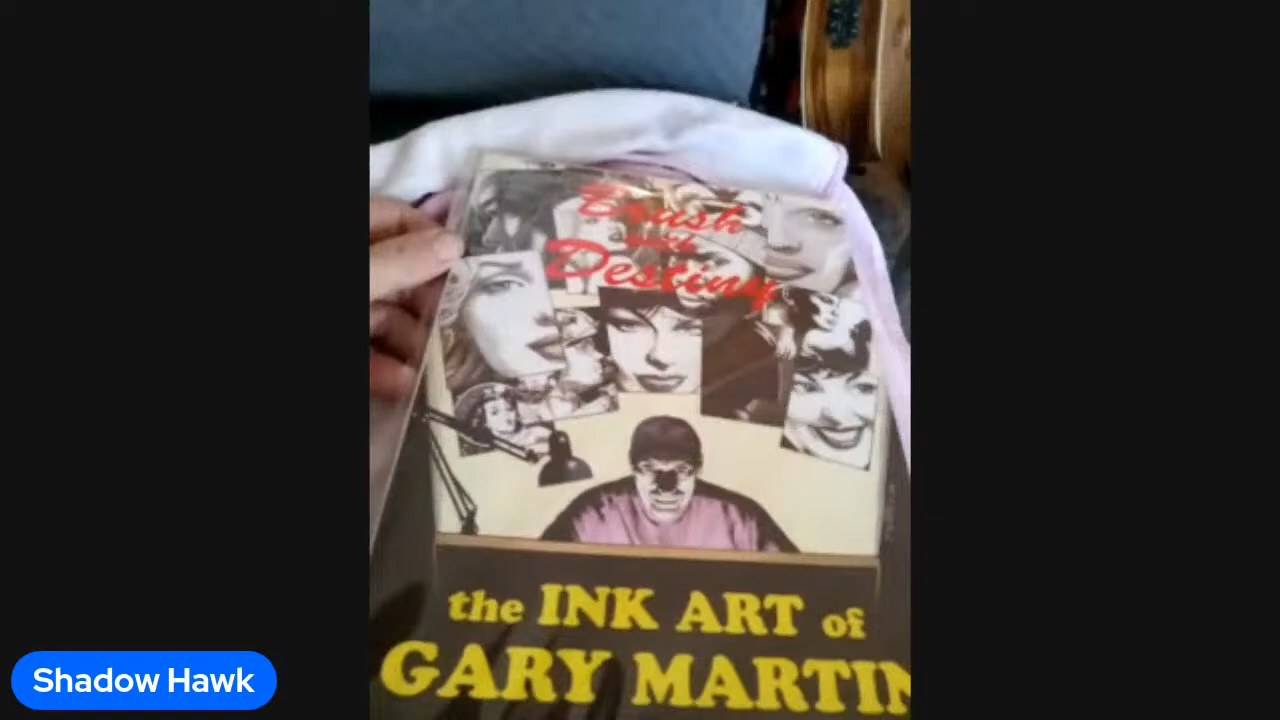 Brush
with
Destiny
the INK ART of
GARY MARTIN
Shadow Hawk